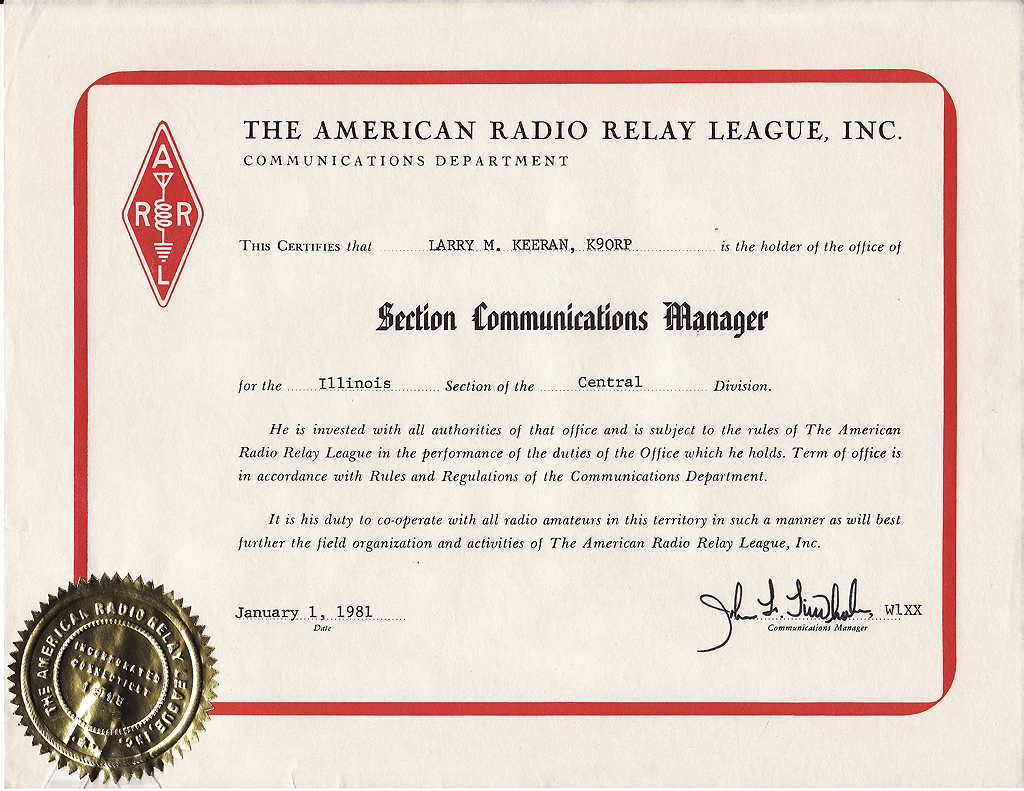 THE AMERICAN RADIO RELAY LEAGUE, INC.
COMMUNICATIONS DEPARTMENT
A
R R
L
THIS CERTIFIES that LARRY M. KEERAN, K9ORP is the holder of the office of
Section Communications Manager
for the Illinois Section of the Central Division.
He is invested with all authorities of that office and is subject to the rules of The American
Radio Relay League in the performance of the duties of the Office which he holds. Term of office is
in accordance with Rules and Regulations of the Communications Department.
It is his duty to co-operate with all radio amateurs in this territory in such a manner as will best
further the field organization and activities of The American Radio Relay League, Inc.
January 1, 1981
Date
John F. Lindholm, W1XX
Communications Manager
THE AMERICAN RADIO RELAY LEAGUE, INC.
INCORPORATED
CONNECTICUT